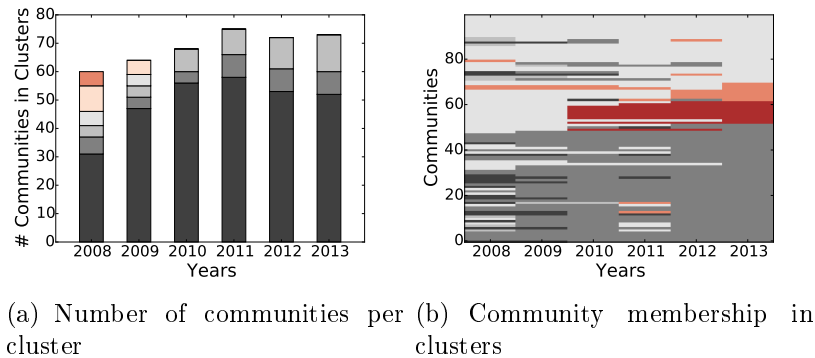 # Communities in Clusters
80
70
60
50
40
30
20
10
0
2008 2009 2010 2011 2012 2013
Years
Communities
80
60
40
20
0
2008 2009 2010 2011 2012 2013
Years
(a) Number of communities per
cluster
(b) Community membership in
clusters